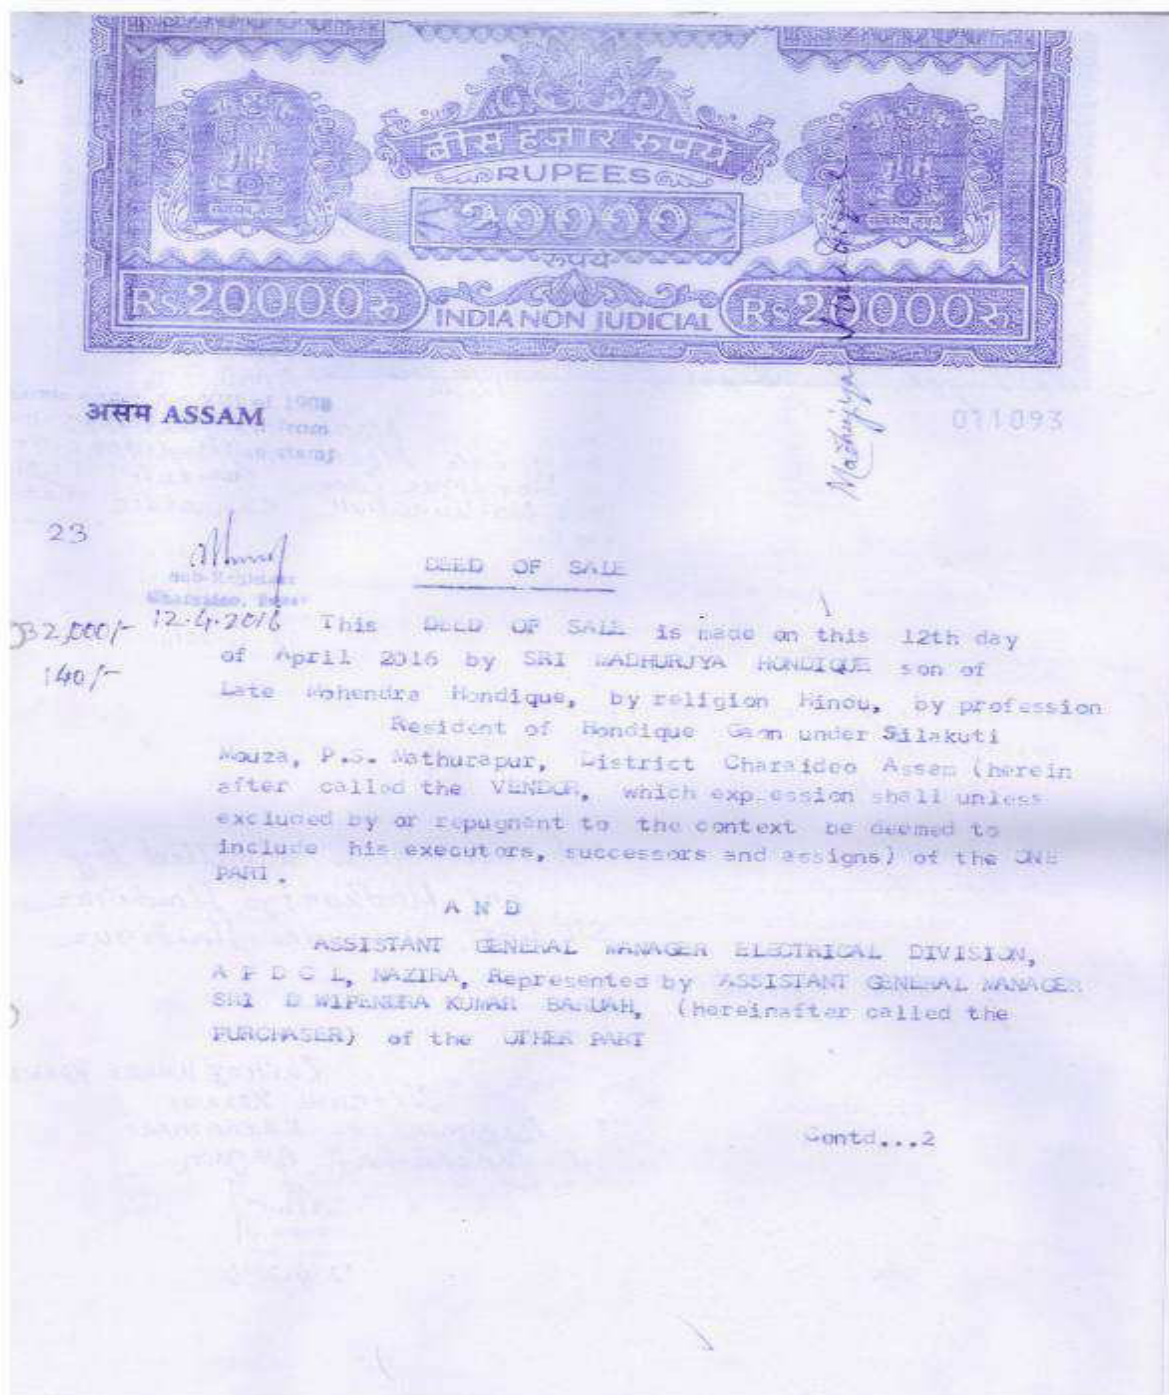 बीस हजार रुपये
RUPEES
20000
रुपये
Rs 20000 रु
INDIA NON JUDICIAL
Rs 20000 रु
असम ASSAM
011093
Madhurjya
23
DEED OF SALE
Sub-Registrar
12-4-2016
32,000/-
140/-
This DEED OF SALE is made on this 12th day
of April 2016 by SRI MADHURJYA HONDIQUE son of
Late Mohendra Hondique, by religion Hindu, by profession
Resident of Hondique Gaon under Silakuti
Mouza, P.S. Mathurapur, District Charaideo Assam (herein
after called the VENDOR, which expression shall unless
excluded by or repugnant to the context be deemed to
include his executors, successors and assigns) of the ONE
PART.
A N D
ASSISTANT GENERAL MANAGER ELECTRICAL DIVISION,
A P D C L, NAZIRA, Represented by ASSISTANT GENERAL MANAGER
SRI D WIPENDRA KUMAR BARUAH, (hereinafter called the
PURCHASER) of the OTHER PART
Contd...2